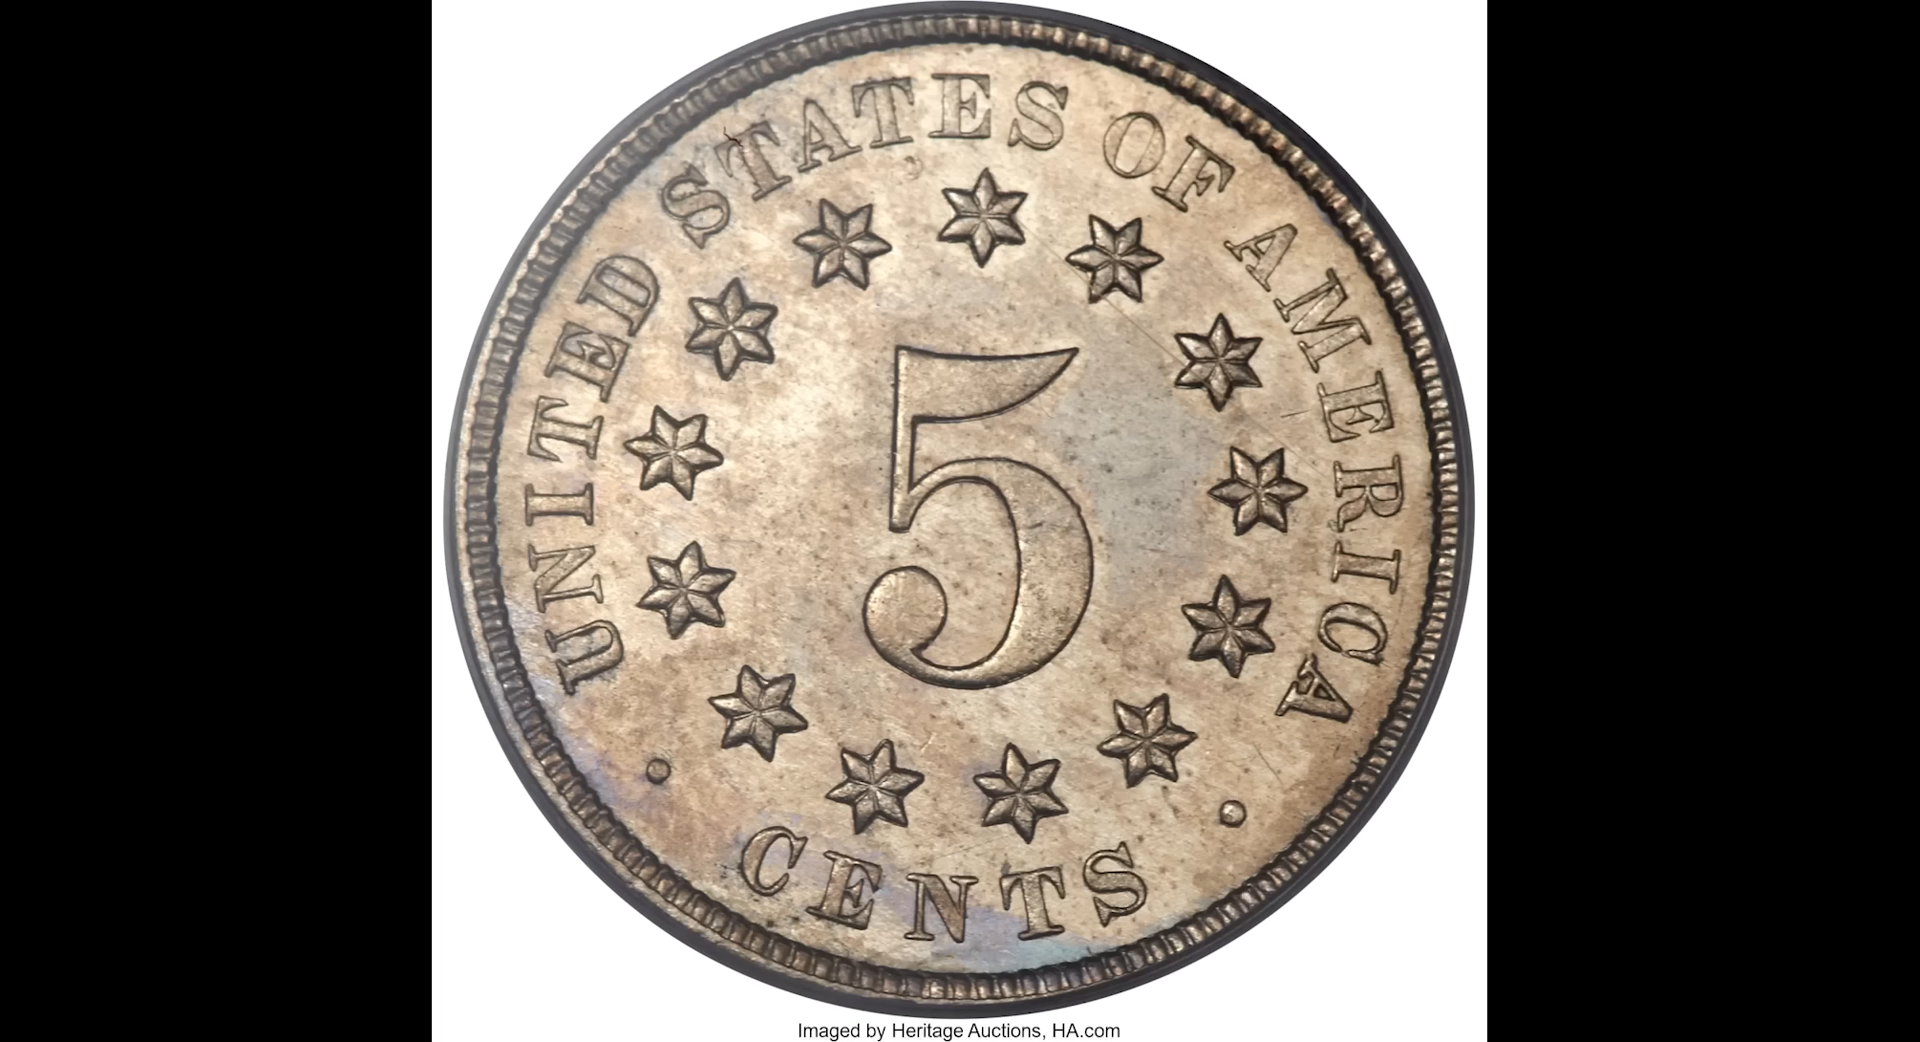 UNITED STATES OF AMERICA
5
CENTS
Imaged by Heritage Auctions, HA.com